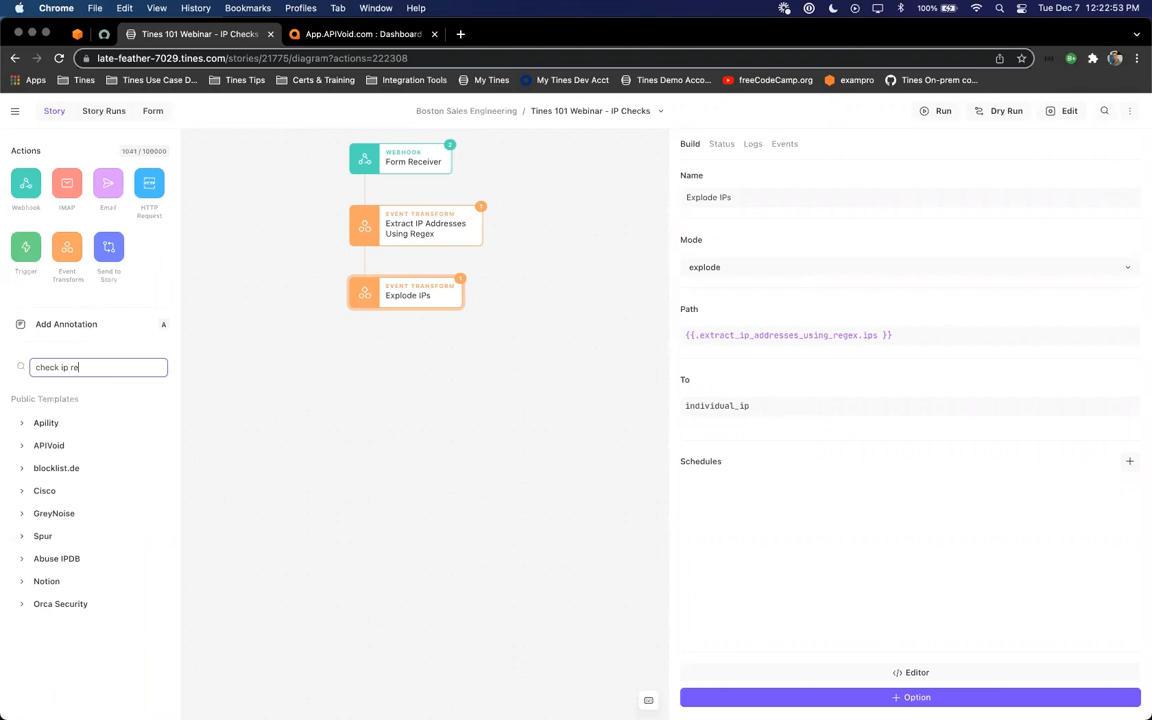 Chrome File Edit View History Bookmarks Profiles Tab Window Help 100% Tue Dec 7 12:22:53 PM
Tines 101 Webinar - IP Checks App.APIVoid.com : Dashboard
late-feather-7029.tines.com/stories/21775/diagram?actions=222308
Apps Tines Tines Use Case D... Tines Tips Certs & Training Integration Tools My Tines My Tines Dev Acct Tines Demo Acco... freeCodeCamp.org exampro Tines On-prem co...
Story Story Runs Form Boston Sales Engineering / Tines 101 Webinar - IP Checks Run Dry Run Edit
Actions 1041 / 100000
Webhook IMAP Email HTTP Request
Trigger Event Transform Send to Story
Add Annotation A
check ip re
Public Templates
Apility
APIVoid
blocklist.de
Cisco
GreyNoise
Spur
Abuse IPDB
Notion
Orca Security
WEBHOOK 2
Form Receiver
EVENT TRANSFORM 1
Extract IP Addresses
Using Regex
EVENT TRANSFORM 1
Explode IPs
Build Status Logs Events
Name
Explode IPs
Mode
explode
Path
{{.extract_ip_addresses_using_regex.ips }}
To
individual_ip
Schedules
</> Editor
+ Option